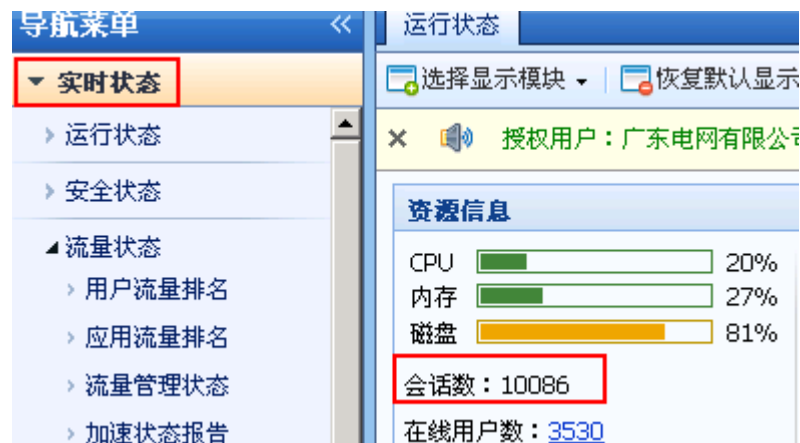 导航菜单
实时状态
运行状态
安全状态
流量状态
用户流量排名
应用流量排名
流量管理状态
加速状态报告
运行状态
选择显示模块
恢复默认显示
授权用户：广东电网有限公司
资源信息
CPU 20%
内存 27%
磁盘 81%
会话数：10086
在线用户数：3530